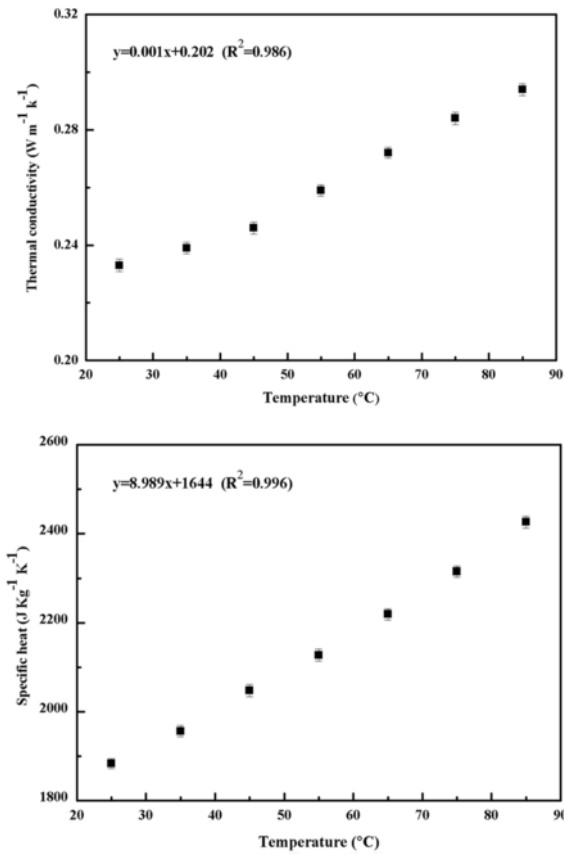 y=0.001x+0.202 (R²=0.986)
Thermal conductivity (W m⁻¹ k⁻¹)
0.28
0.24
0.20
20 30 40 50 60 70 80 90
Temperature (°C)
2600
y=8.989x+1644 (R²=0.996)
Specific heat (J Kg⁻¹ K⁻¹)
2400
2200
2000
1800
20 30 40 50 60 70 80 90
Temperature (°C)